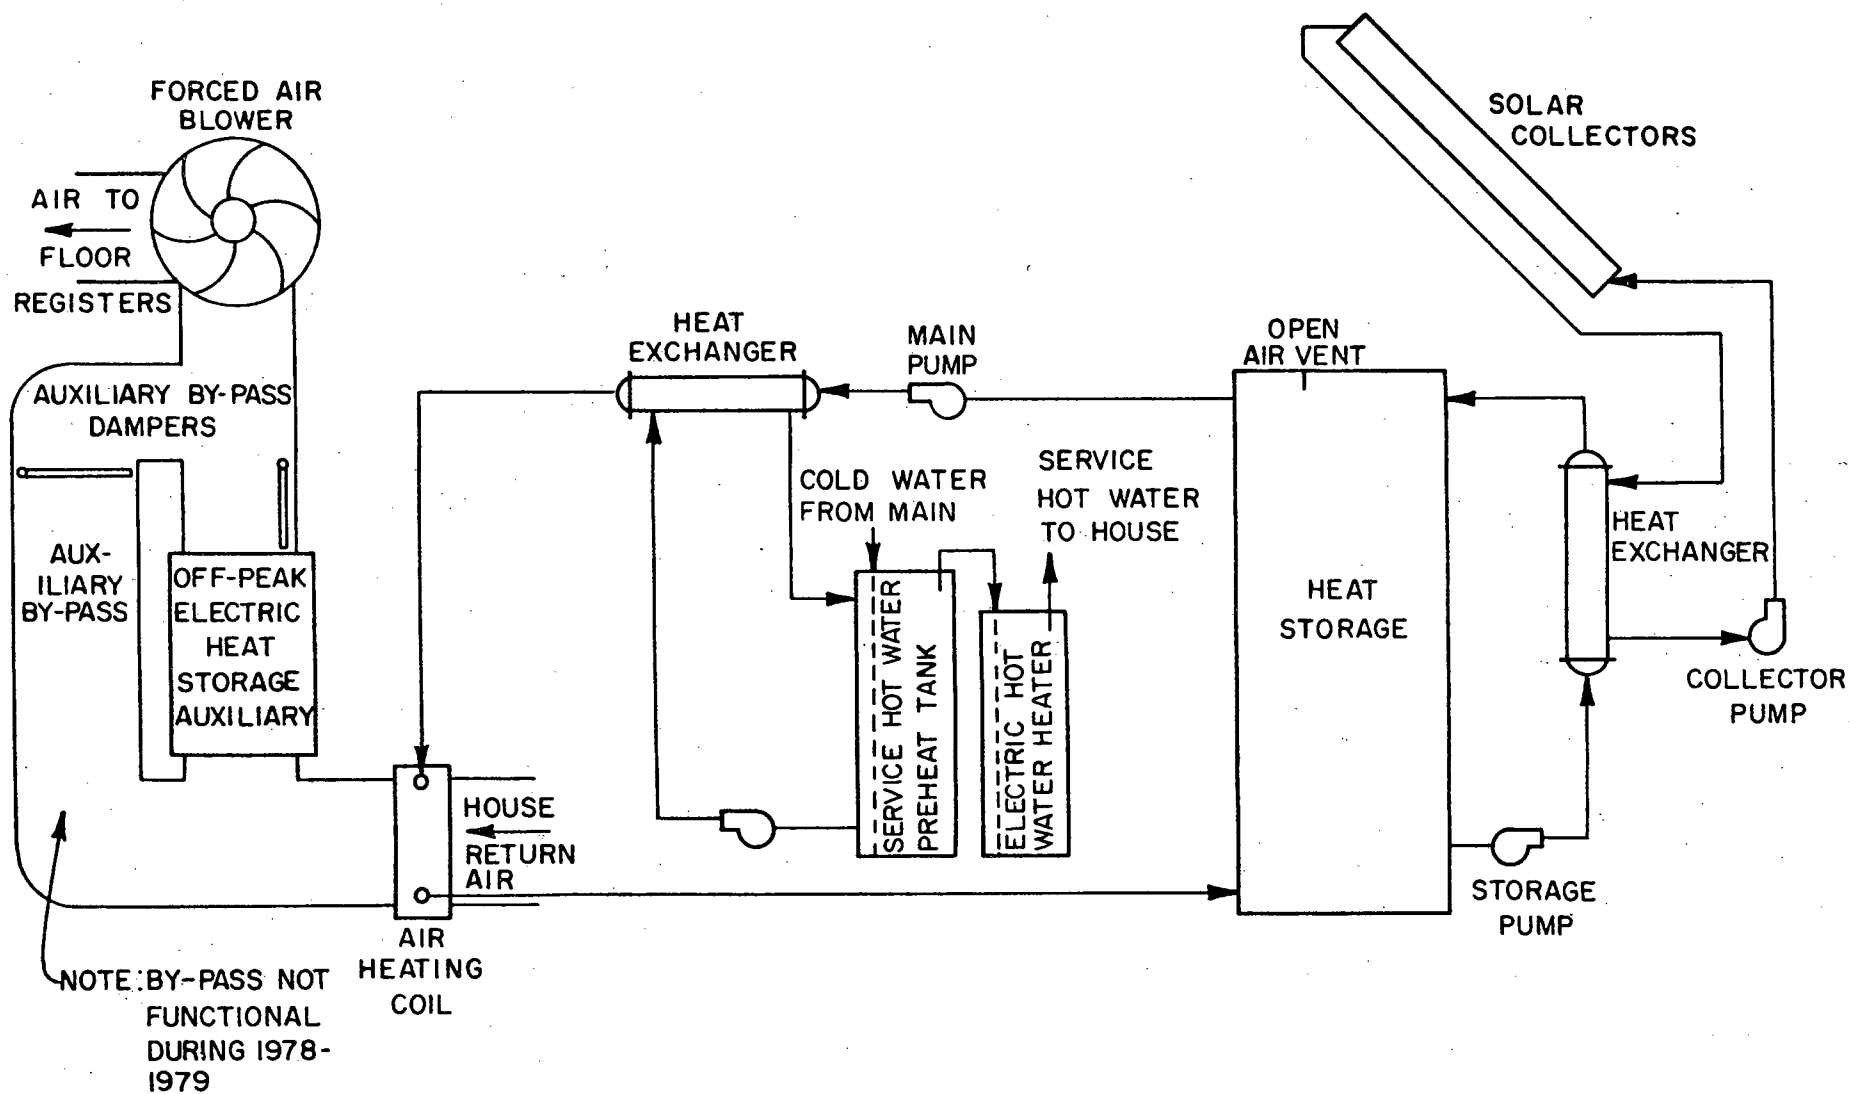 FORCED AIR
BLOWER
AIR TO
FLOOR
REGISTERS
AUXILIARY BY-PASS
DAMPERS
AUX-
ILIARY
BY-PASS
OFF-PEAK
ELECTRIC
HEAT
STORAGE
AUXILIARY
NOTE: BY-PASS NOT
FUNCTIONAL
DURING 1978-
1979
HOUSE
RETURN
AIR
AIR
HEATING
COIL
HEAT
EXCHANGER
MAIN
PUMP
COLD WATER
FROM MAIN
SERVICE
HOT WATER
TO HOUSE
SERVICE HOT WATER
PREHEAT TANK
ELECTRIC HOT
WATER HEATER
OPEN
AIR VENT
HEAT
STORAGE
SOLAR
COLLECTORS
HEAT
EXCHANGER
COLLECTOR
PUMP
STORAGE
PUMP